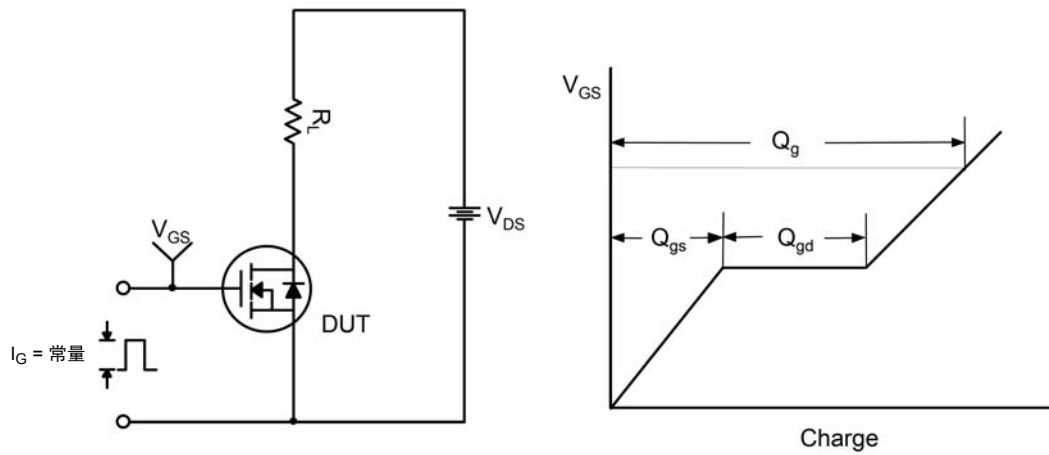 R_L
V_GS
V_DS
DUT
I_G = 常量
V_GS
Q_g
Q_gs
Q_gd
Charge